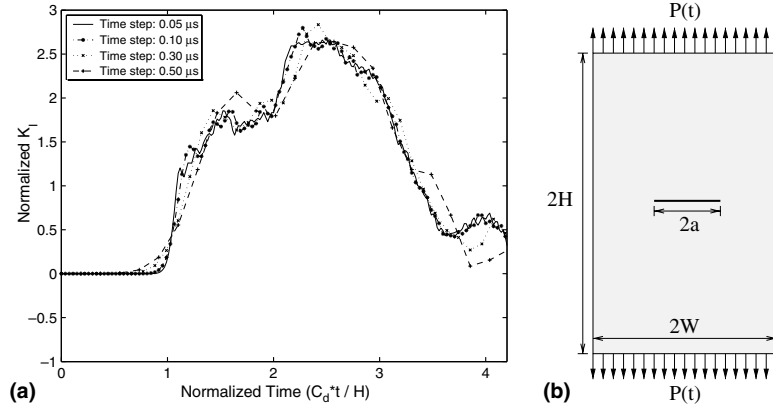 3
2.5
2
1.5
1
0.5
0
−0.5
−1
Normalized K_I
Time step: 0.05 μs
Time step: 0.10 μs
Time step: 0.30 μs
Time step: 0.50 μs
0 1 2 3 4
Normalized Time (C_d*t / H)
(a)
P(t)
2H
2a
2W
P(t)
(b)